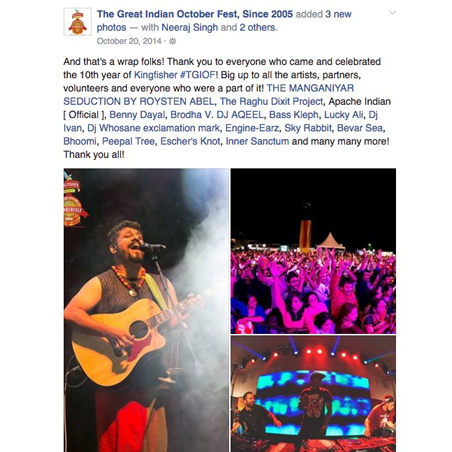 The Great Indian October Fest, Since 2005 added 3 new
photos — with Neeraj Singh and 2 others.
October 20, 2014 ·
And that's a wrap folks! Thank you to everyone who came and celebrated
the 10th year of Kingfisher #TGIOF! Big up to all the artists, partners,
volunteers and everyone who were a part of it! THE MANGANIYAR
SEDUCTION BY ROYSTEN ABEL, The Raghu Dixit Project, Apache Indian
[ Official ], Benny Dayal, Brodha V. DJ AQEEL, Bass Kleph, Lucky Ali, Dj
Ivan, Dj Whosane exclamation mark, Engine-Earz, Sky Rabbit, Bevar Sea,
Bhoomi, Peepal Tree, Escher's Knot, Inner Sanctum and many many more!
Thank you all!